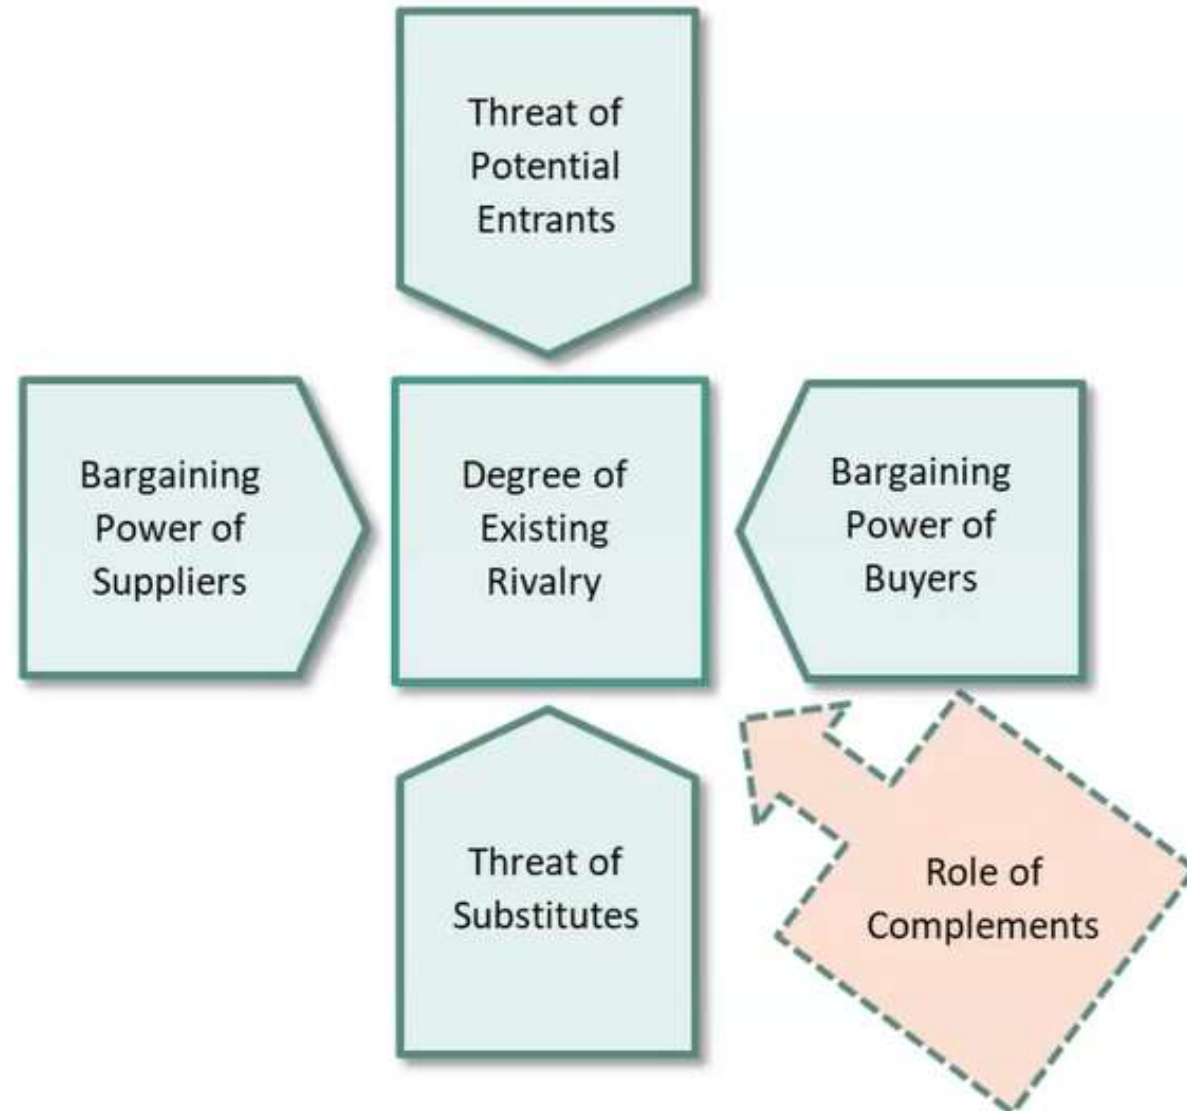 Threat of
Potential
Entrants
Bargaining
Power of
Suppliers
Degree of
Existing
Rivalry
Bargaining
Power of
Buyers
Threat of
Substitutes
Role of
Complements